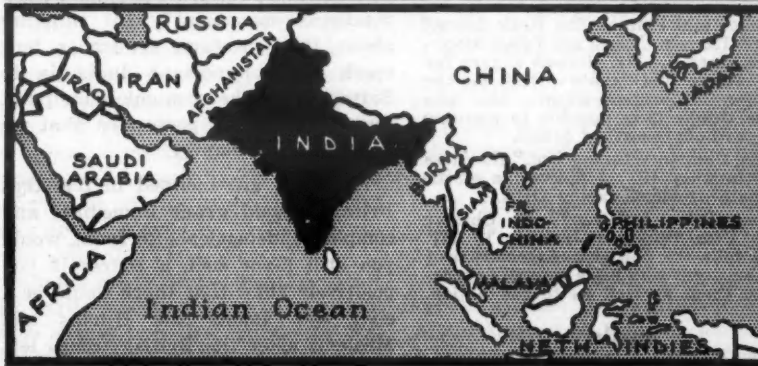 RUSSIA
IRAQ
IRAN
AFGHANISTAN
CHINA
JAPAN
INDIA
SAUDI
ARABIA
BURMA
SIAM
FR.
INDO-
CHINA
PHILIPPINES
AFRICA
MALAYA
Indian Ocean
NETH. INDIES